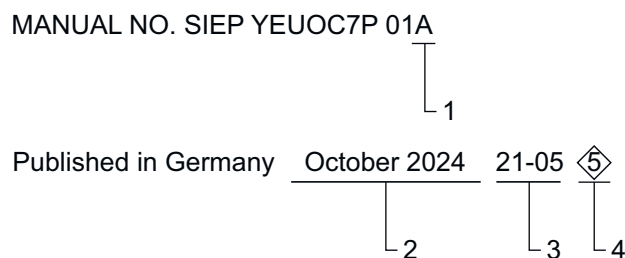 MANUAL NO. SIEP YEUOC7P 01A
1
Published in Germany October 2024 21-05 5
2 3 4